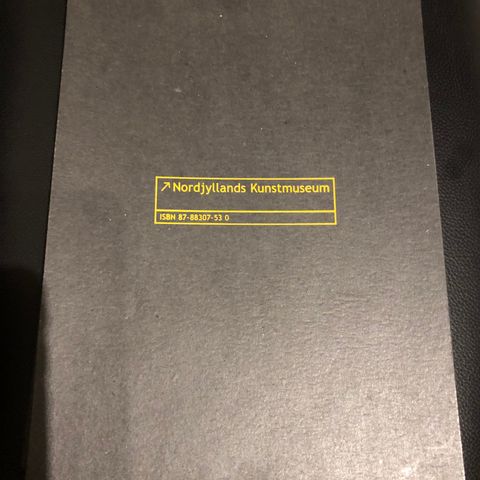 ↗ Nordjyllands Kunstmuseum
ISBN 87-88307-53 0